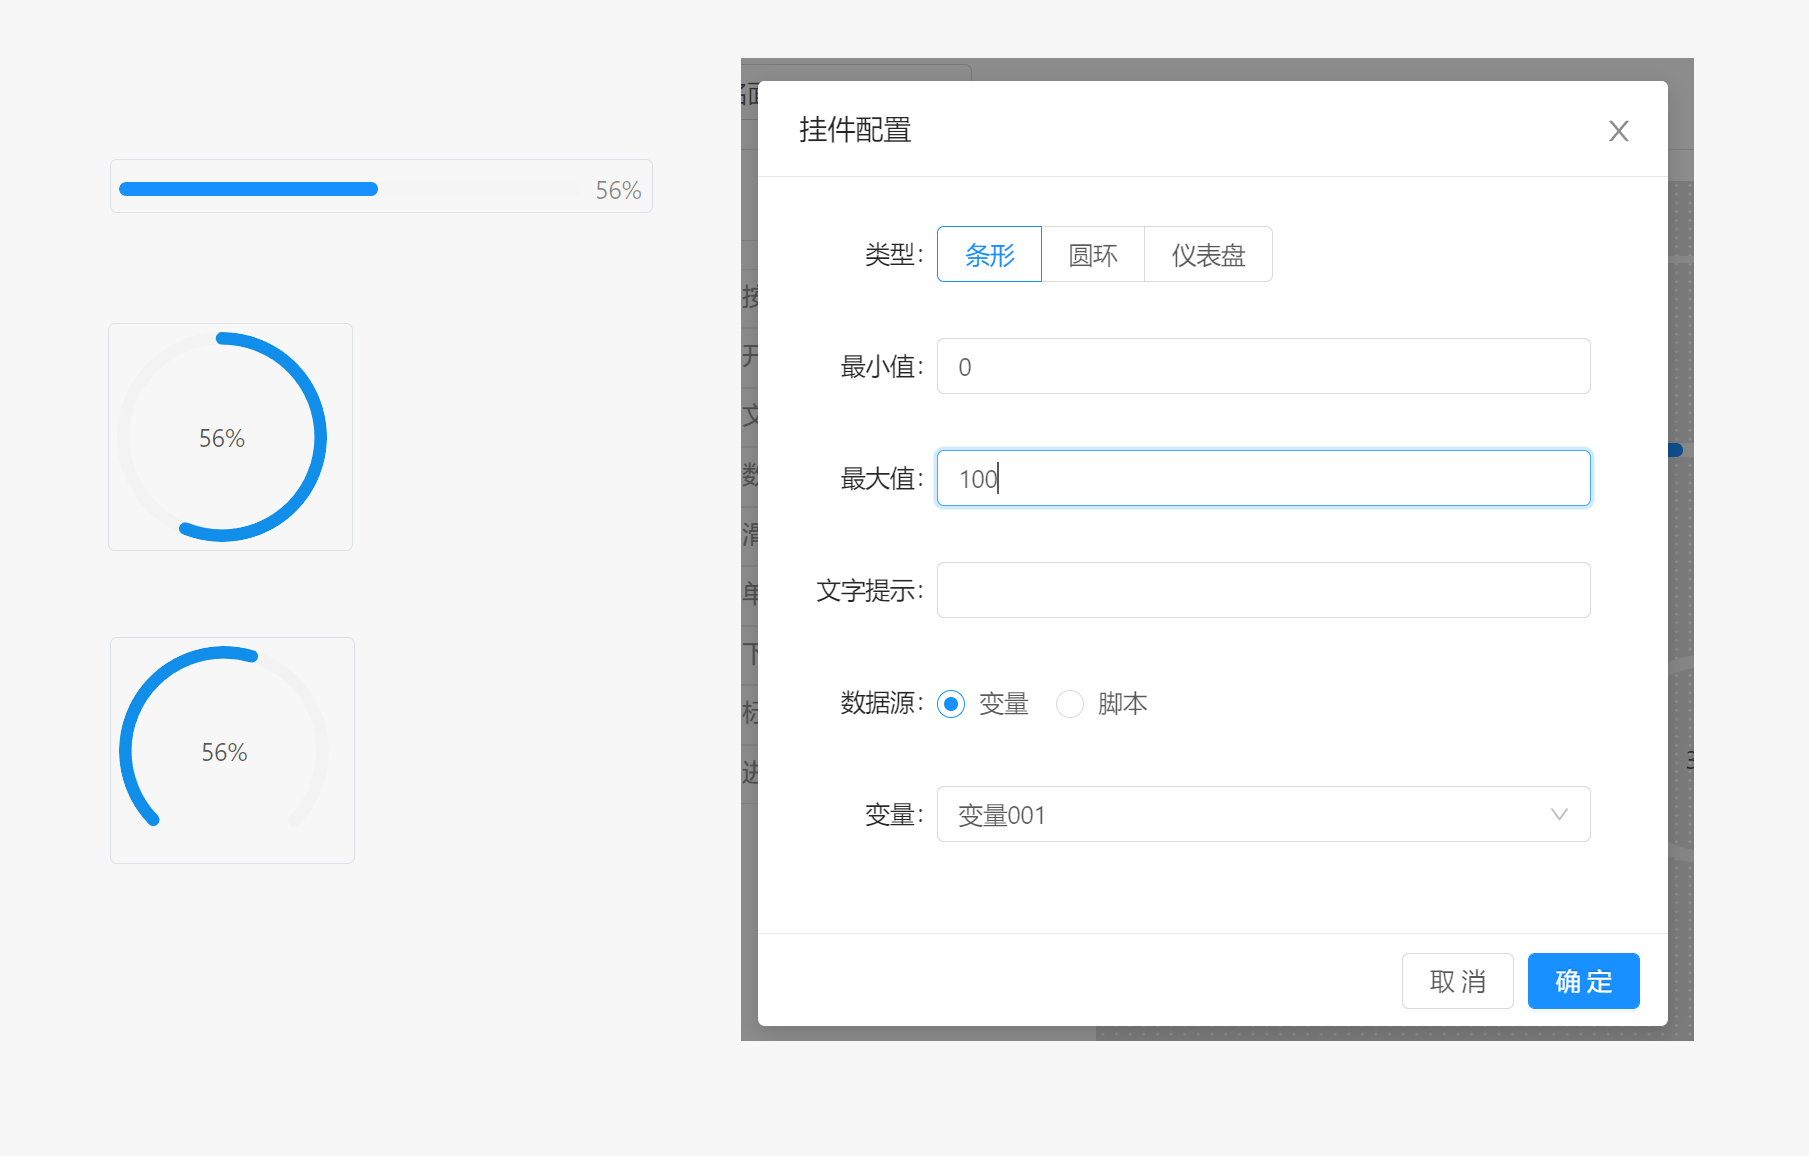 56%
56%
56%
挂件配置
类型:
条形
圆环
仪表盘
最小值:
0
最大值:
100
文字提示:
数据源:
变量
脚本
变量:
变量001
取 消
确 定